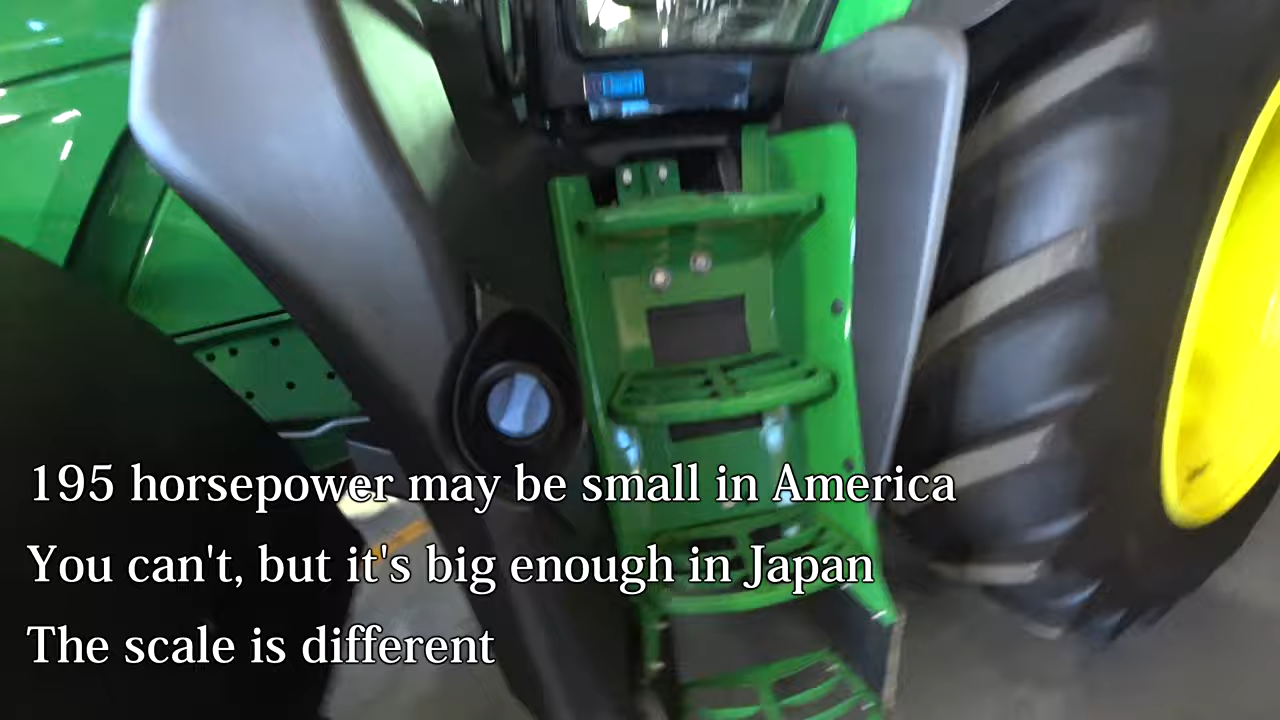 195 horsepower may be small in America
You can't, but it's big enough in Japan
The scale is different